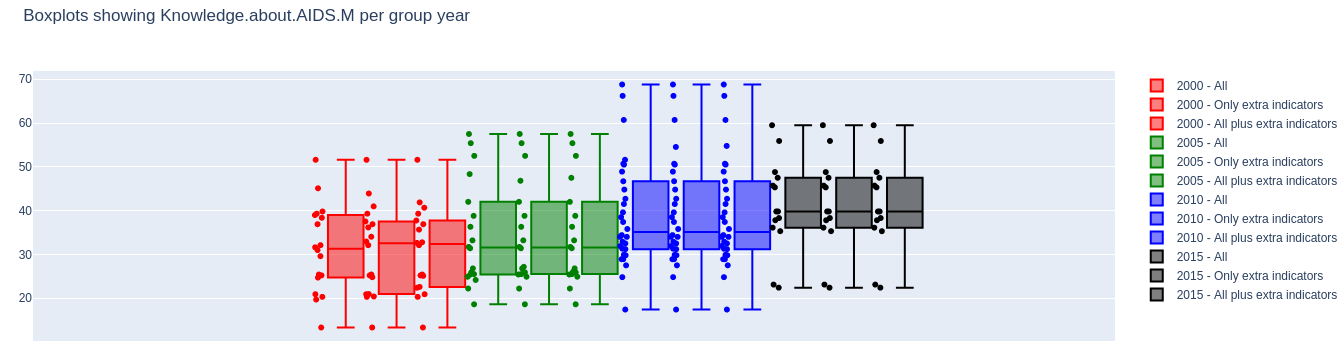 Boxplots showing Knowledge.about.AIDS.M per group year
70
60
50
40
30
20
2000 - All
2000 - Only extra indicators
2000 - All plus extra indicators
2005 - All
2005 - Only extra indicators
2005 - All plus extra indicators
2010 - All
2010 - Only extra indicators
2010 - All plus extra indicators
2015 - All
2015 - Only extra indicators
2015 - All plus extra indicators